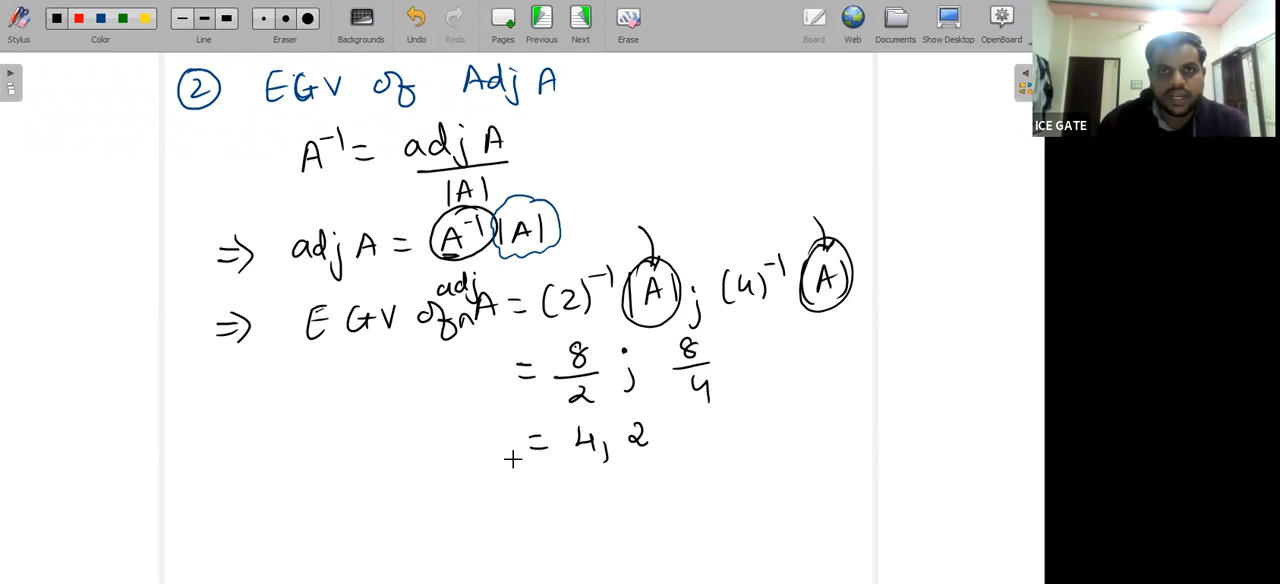 Stylus Color Line Eraser Backgrounds Undo Redo Pages Previous Next Erase Board Web Documents Show Desktop OpenBoard
ICE GATE
② EGV of Adj A
A⁻¹ = adj A / |A|
⇒ adj A = A⁻¹ |A|
⇒ EGV of adj A = (2)⁻¹ |A| ; (4)⁻¹ |A|
= 8/2 ; 8/4
= 4, 2